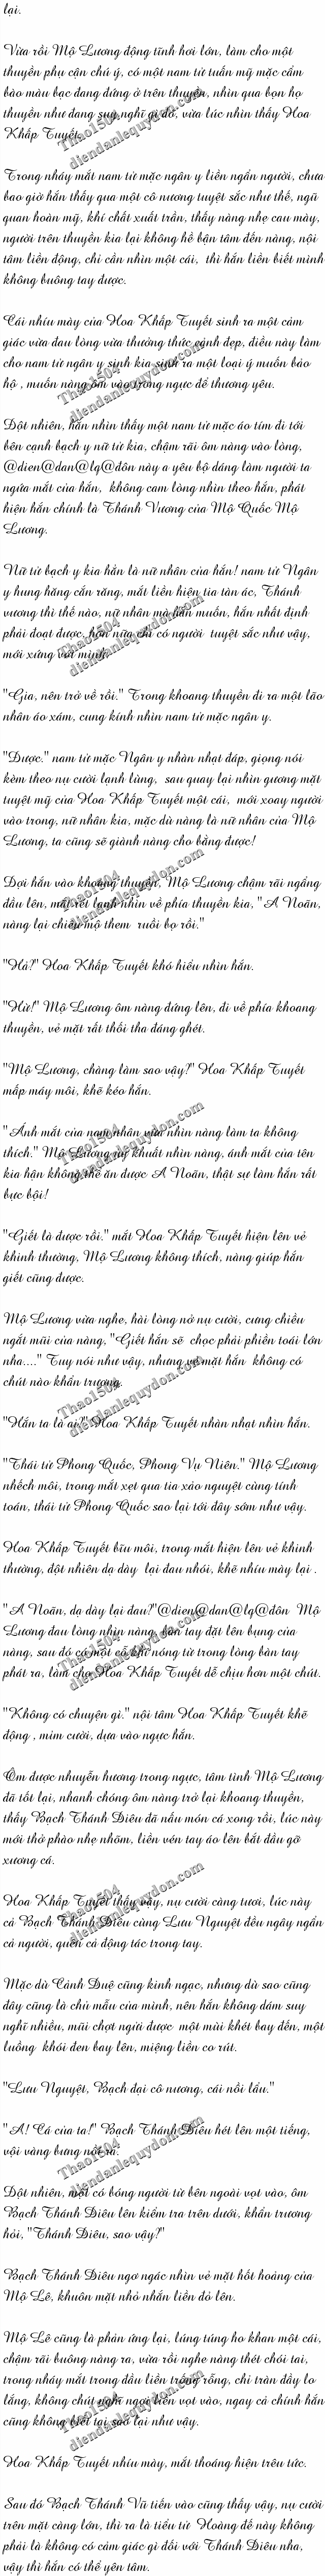 lại.
Vừa rồi Mộ Lương động tĩnh hơi lớn, làm cho một
thuyền phụ cận chú ý, có một nam tử tuấn mỹ mặc cẩm
bào màu bạc đang đứng ở trên thuyền, nhìn qua bọn họ
thuyền như đang suy nghĩ gì đó, vừa lúc nhìn thấy Hoa
Khấp Tuyết.
Trong nháy mắt nam tử mặc ngân y liền ngẩn người, chưa
bao giờ hắn thấy qua một cô nương tuyệt sắc như thế, ngũ
quan hoàn mỹ, khí chất xuất trần, thấy nàng nhẹ cau mày,
người trên thuyền kia lại không hề bận tâm đến nàng, nội
tâm liền động, chỉ cần nhìn một cái, thì hắn liền biết mình
không buông tay được.
Cái nhíu mày của Hoa Khấp Tuyết sinh ra một cảm
giác vừa đau lòng vừa thưởng thức cảnh đẹp, điều này làm
cho nam tử ngân y sinh kia sinh ra một loại ý muốn bảo
hộ , muốn nàng ôm vào trong ngực để thương yêu.
Đột nhiên, hắn nhìn thấy một nam tử mặc áo tím đi tới
bên cạnh bạch y nữ tử kia, chậm rãi ôm nàng vào lòng,
@dien@dan@lq@đôn này a yêu bộ dáng làm người ta
ngứa mắt của hắn, không cam lòng nhìn theo hắn, phát
hiện hắn chính là Thánh Vương của Mộ Quốc Mộ
Lương.
Nữ tử bạch y kia hẳn là nữ nhân của hắn! nam tử Ngân
y hung hăng cắn răng, mắt liền hiện tia tàn ác, Thánh
vương thì thế nào, nữ nhân mà hắn muốn, hắn nhất định
phải đoạt được, hơn nữa chỉ có người tuyệt sắc như vậy,
mới xứng với mình.
"Gia, nên trở về rồi." Trong khoang thuyền đi ra một lão
nhân áo xám, cung kính nhìn nam tử mặc ngân y.
"Được." nam tử mặc Ngân y nhàn nhạt đáp, giọng nói
kèm theo nụ cười lạnh lùng, sau quay lại nhìn gương mặt
tuyệt mỹ của Hoa Khấp Tuyết một cái, mới xoay người
vào trong, nữ nhân kia, mặc dù nàng là nữ nhân của Mộ
Lương, ta cũng sẽ giành nàng cho bằng được!
Đợi hắn vào khoang thuyền, Mộ Lương chậm rãi ngẩng
đầu lên, mắt rét lạnh nhìn về phía thuyền kia, "A Noãn,
nàng lại chiêu mộ them ruồi bọ rồi."
"Hả?" Hoa Khấp Tuyết khó hiểu nhìn hắn.
"Hừ!" Mộ Lương ôm nàng đứng lên, đi về phía khoang
thuyền, vẻ mặt rất thối tha đáng ghét.
"Mộ Lương, chàng làm sao vậy?" Hoa Khấp Tuyết
mấp máy môi, khẽ kéo hắn.
"Ánh mắt của nam nhân vừa nhìn nàng làm ta không
thích." Mộ Lương uỷ khuất nhìn nàng, ánh mắt của tên
kia hận không thể ăn được A Noãn, thật sự làm hắn rất
bực bội!
"Giết là được rồi." mắt Hoa Khấp Tuyết hiện lên vẻ
khinh thường, Mộ Lương không thích, nàng giúp hắn
giết cũng được.
Mộ Lương vừa nghe, hài lòng nở nụ cười, cưng chiều
ngắt mũi của nàng, "Giết hắn sẽ chọc phải phiền toái lớn
nha...." Tuy nói như vậy, nhưng vẻ mặt hắn không có
chút nào khẩn trương.
"Hắn ta là ai?" Hoa Khấp Tuyết nhàn nhạt nhìn hắn.
"Thái tử Phong Quốc, Phong Vụ Niên." Mộ Lương
nhếch môi, trong mắt xẹt qua tia xảo nguyệt cùng tính
toán, thái tử Phong Quốc sao lại tới đây sớm như vậy.
Hoa Khấp Tuyết bĩu môi, trong mắt hiện lên vẻ khinh
thường, đột nhiên dạ dày lại đau nhói, khẽ nhíu mày lại .
"A Noãn, dạ dày lại đau?"@dien@dan@lq@đôn Mộ
Lương đau lòng nhìn nàng, bàn tay đặt lên bụng của
nàng, sau đó có một cỗ khí nóng từ trong lòng bàn tay
phát ra, làm cho Hoa Khấp Tuyết dễ chịu hơn một chút.
"Không có chuyện gì." nội tâm Hoa Khấp Tuyết khẽ
động , mỉm cười, dựa vào ngực hắn.
Ôm được nhuyễn hương trong ngực, tâm tình Mộ Lương
đã tốt lại, nhanh chóng ôm nàng trở lại khoang thuyền,
thấy Bạch Thánh Diêu đã nấu món cá xong rồi, lúc này
mới thở phào nhẹ nhõm, liền vén tay áo lên bắt đầu gỡ
xương cá.
Hoa Khấp Tuyết thấy vậy, nụ cười càng tươi, lúc này
cả Bạch Thánh Diêu cùng Lưu Nguyệt đều ngây ngẩn
cả người, quên cả động tác trong tay.
Mặc dù Cảnh Duệ cũng kinh ngạc, nhưng dù sao cũng
đây cũng là chủ mẫu của mình, nên hắn không dám suy
nghĩ nhiều, mũi chợt ngửi được một mùi khét bay đến, một
luồng khói đen bay lên, miệng liền co rút.
"Lưu Nguyệt, Bạch đại cô nương, cái nồi lẩu."
"A! Cá của ta!" Bạch Thánh Diêu hét lên một tiếng,
vội vàng bưng nồi ra.
Đột nhiên, một có bóng người từ bên ngoài vọt vào, ôm
Bạch Thánh Diêu lên kiểm tra trên dưới, khẩn trương
hỏi, "Thánh Diêu, sao vậy?"
Bạch Thánh Diêu ngơ ngác nhìn vẻ mặt hốt hoảng của
Mộ Lê, khuôn mặt nhỏ nhắn liền đỏ lên.
Mộ Lê cũng là phản ứng lại, lúng túng ho khan một cái,
chậm rãi buông nàng ra, vừa rồi nghe nàng thét chói tai,
trong nháy mắt trong đầu liền trống rỗng, chỉ tràn đầy lo
lắng, không chút nghĩ ngợi liền vọt vào, ngay cả chính hắn
cũng không biết tại sao lại như vậy.
Hoa Khấp Tuyết nhíu mày, mắt thoáng hiện trêu tức.
Sau đó Bạch Thánh Vũ tiến vào cũng thấy vậy, nụ cười
trên mặt càng lớn, thì ra là tiểu tử Hoàng đế này không
phải là không có cảm giác gì đối với Thánh Diêu nha,
vậy thì hắn có thể yên tâm.